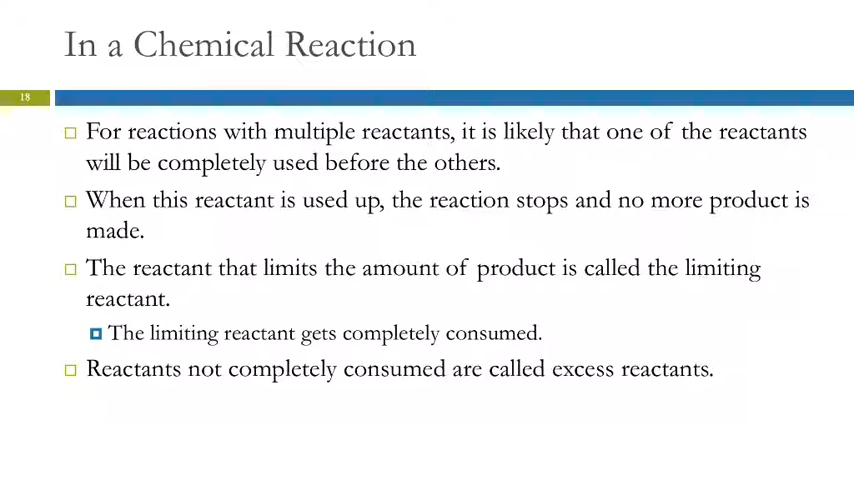 In a Chemical Reaction
18
For reactions with multiple reactants, it is likely that one of the reactants
will be completely used before the others.
When this reactant is used up, the reaction stops and no more product is
made.
The reactant that limits the amount of product is called the limiting
reactant.
The limiting reactant gets completely consumed.
Reactants not completely consumed are called excess reactants.